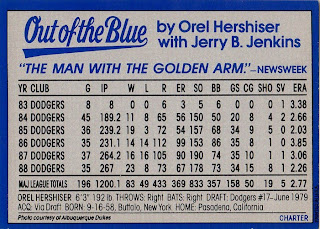 Out of the Blue by Orel Hershiser
with Jerry B. Jenkins
"THE MAN WITH THE GOLDEN ARM."—NEWSWEEK
YR CLUB G IP W L R ER SO BB GS CG SHO SV ERA
83 DODGERS 8 8 0 0 6 3 5 6 0 0 0 1 3.38
84 DODGERS 45 189.2 11 8 65 56 150 50 20 8 4 2 2.66
85 DODGERS 36 239.2 19 3 72 54 157 68 34 9 5 0 2.03
86 DODGERS 35 231.1 14 14 112 99 153 86 35 8 1 0 3.85
87 DODGERS 37 264.2 16 16 105 90 190 74 35 10 1 1 3.06
88 DODGERS 35 267 23 8 73 67 178 73 34 15 8 1 2.26
MAJ LEAGUE TOTALS 196 1200.1 83 49 433 369 833 357 158 50 19 5 2.77
OREL HERSHISER 6'3" 192 lb. THROWS: Right BATS: Right DRAFT: Dodgers #17–June 1979
ACQ: Via Draft BORN: 9-16-58, Buffalo, New York HOME: Pasadena, California
Photo courtesy of Albuquerque Dukes CHARTER